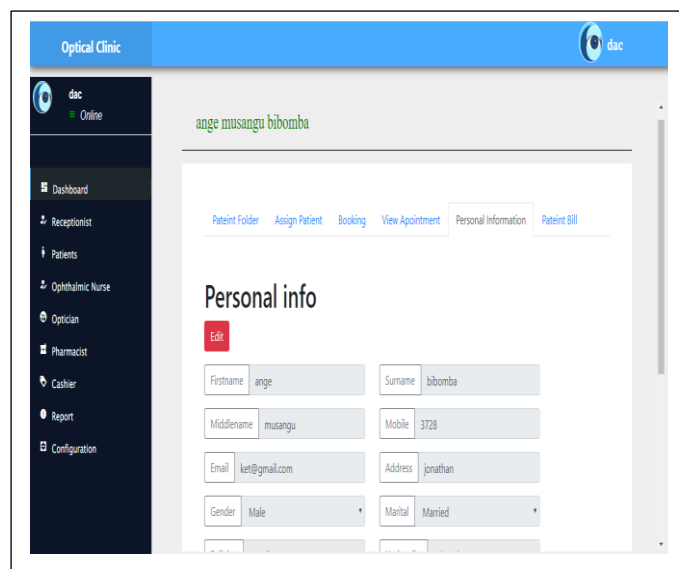 Optical Clinic
dac
dac
≡ Online
ange musangu bibomba
Dashboard
Receptionist
Patients
Ophthalmic Nurse
Optician
Pharmacist
Cashier
Report
Configuration
Pateint Folder Assign Patient Booking View Apointment Personal Information Pateint Bill
Personal info
Edit
Firstname ange Surname bibomba
Middlename musangu Mobile 3728
Email ket@gmail.com Address jonathan
Gender Male Marital Married